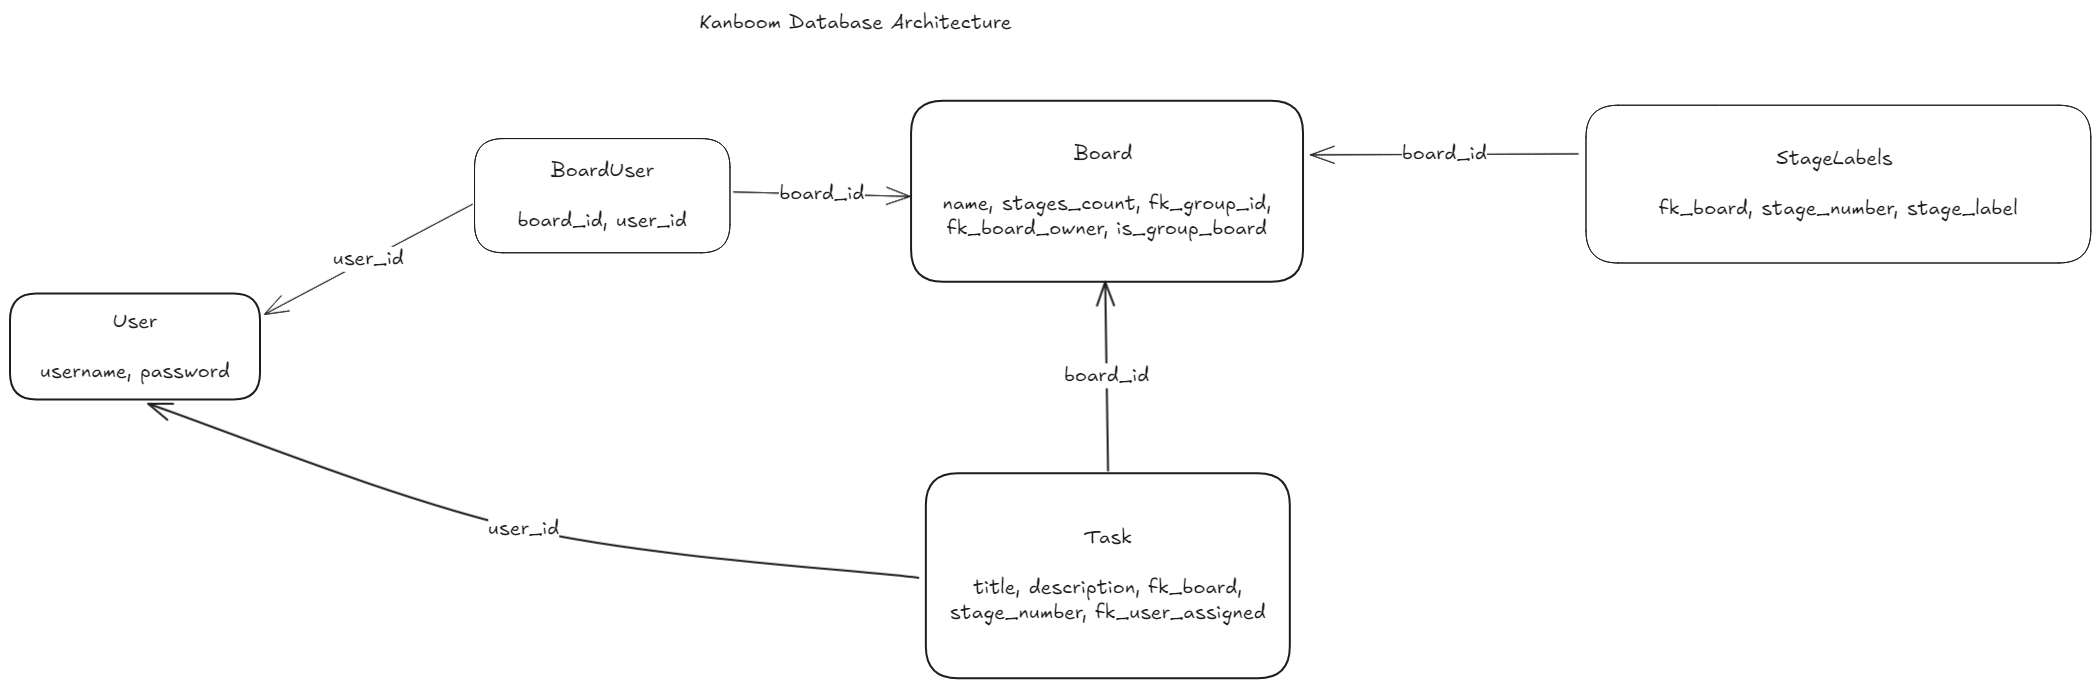 Kanboom Database Architecture
Board
name, stages_count, fk_group_id,
fk_board_owner, is_group_board
board_id
StageLabels
fk_board, stage_number, stage_label
BoardUser
board_id, user_id
board_id
user_id
User
username, password
board_id
user_id
Task
title, description, fk_board,
stage_number, fk_user_assigned